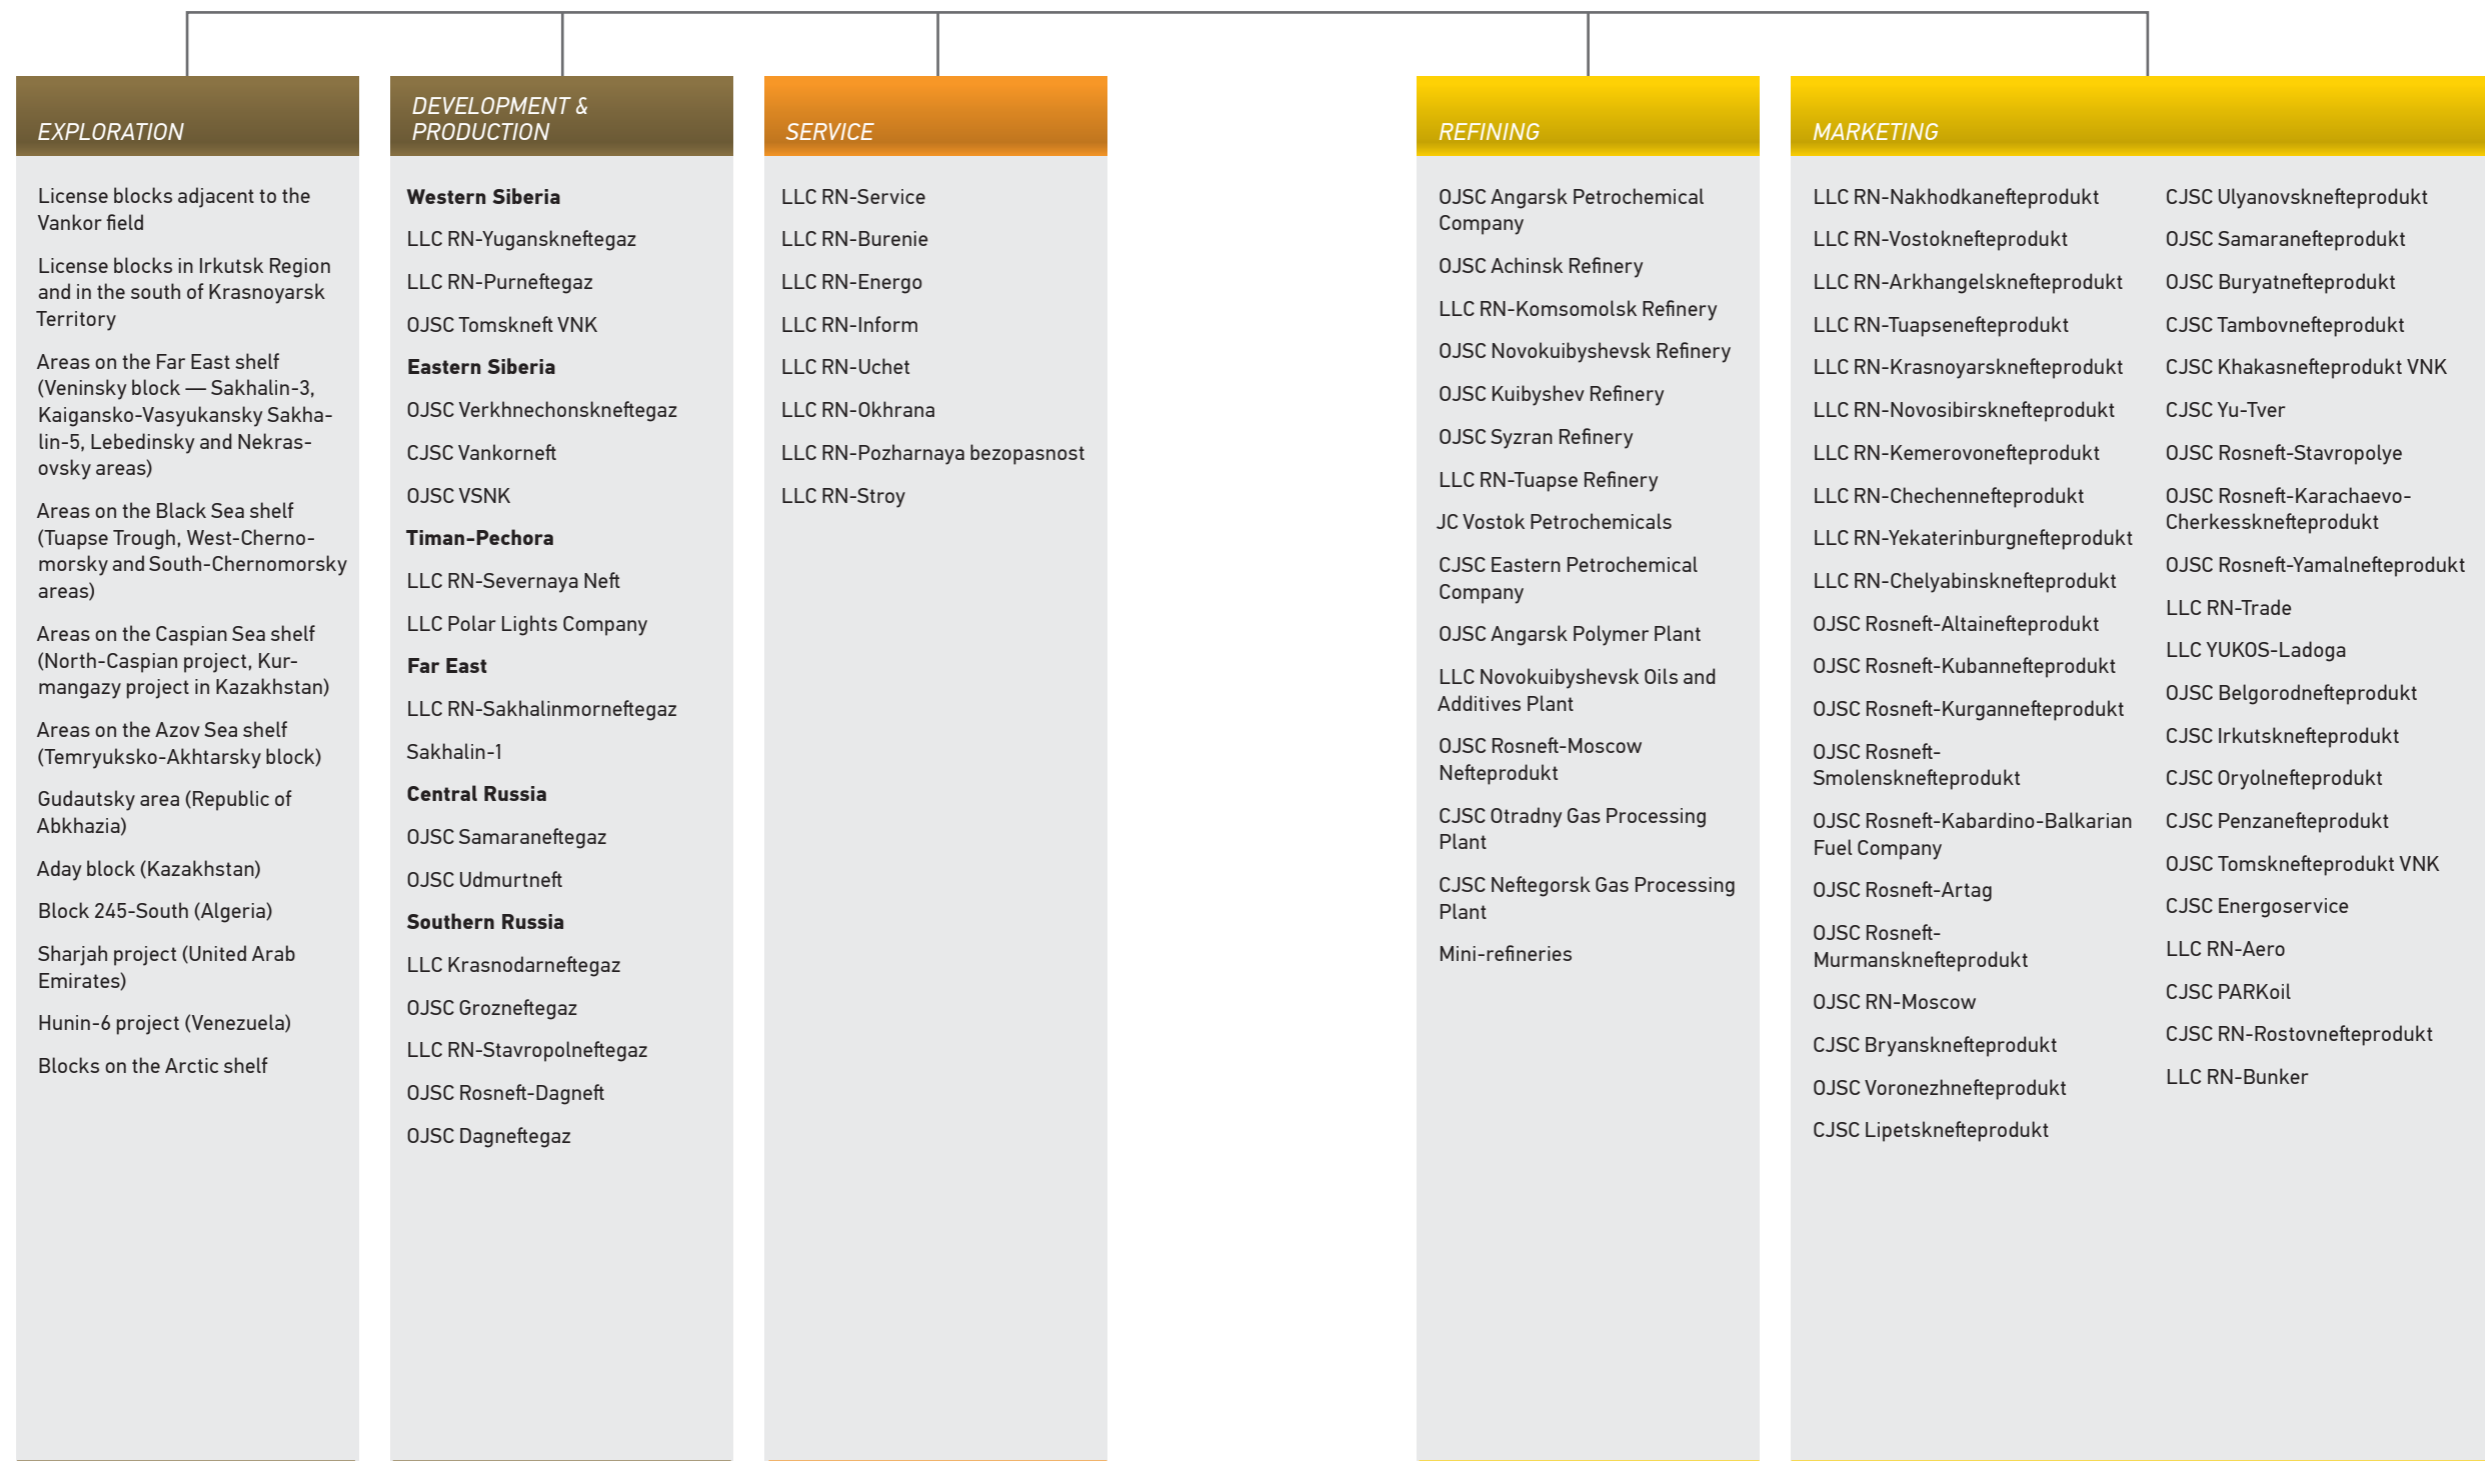 EXPLORATION
License blocks adjacent to the
Vankor field
License blocks in Irkutsk Region
and in the south of Krasnoyarsk
Territory
Areas on the Far East shelf
(Veninsky block — Sakhalin-3,
Kaigansko-Vasyukansky Sakha-
lin-5, Lebedinsky and Nekras-
ovsky areas)
Areas on the Black Sea shelf
(Tuapse Trough, West-Cherno-
morsky and South-Chernomorsky
areas)
Areas on the Caspian Sea shelf
(North-Caspian project, Kur-
mangazy project in Kazakhstan)
Areas on the Azov Sea shelf
(Temryuksko-Akhtarsky block)
Gudautsky area (Republic of
Abkhazia)
Aday block (Kazakhstan)
Block 245-South (Algeria)
Sharjah project (United Arab
Emirates)
Hunin-6 project (Venezuela)
Blocks on the Arctic shelf
DEVELOPMENT &
PRODUCTION
Western Siberia
LLC RN-Yuganskneftegaz
LLC RN-Purneftegaz
OJSC Tomskneft VNK
Eastern Siberia
OJSC Verkhnechonskneftegaz
CJSC Vankorneft
OJSC VSNK
Timan-Pechora
LLC RN-Severnaya Neft
LLC Polar Lights Company
Far East
LLC RN-Sakhalinmorneftegaz
Sakhalin-1
Central Russia
OJSC Samaraneftegaz
OJSC Udmurtneft
Southern Russia
LLC Krasnodarneftegaz
OJSC Grozneftegaz
LLC RN-Stavropolneftegaz
OJSC Rosneft-Dagneft
OJSC Dagneftegaz
SERVICE
LLC RN-Service
LLC RN-Burenie
LLC RN-Energo
LLC RN-Inform
LLC RN-Uchet
LLC RN-Okhrana
LLC RN-Pozharnaya bezopasnost
LLC RN-Stroy
REFINING
OJSC Angarsk Petrochemical
Company
OJSC Achinsk Refinery
LLC RN-Komsomolsk Refinery
OJSC Novokuibyshevsk Refinery
OJSC Kuibyshev Refinery
OJSC Syzran Refinery
LLC RN-Tuapse Refinery
JC Vostok Petrochemicals
CJSC Eastern Petrochemical
Company
OJSC Angarsk Polymer Plant
LLC Novokuibyshevsk Oils and
Additives Plant
OJSC Rosneft-Moscow
Nefteprodukt
CJSC Otradny Gas Processing
Plant
CJSC Neftegorsk Gas Processing
Plant
Mini-refineries
MARKETING
LLC RN-Nakhodkanefteprodukt
LLC RN-Vostoknefteprodukt
LLC RN-Arkhangelsknefteprodukt
LLC RN-Tuapsenefteprodukt
LLC RN-Krasnoyarsknefteprodukt
LLC RN-Novosibirsknefteprodukt
LLC RN-Kemerovonefteprodukt
LLC RN-Chechennefteprodukt
LLC RN-Yekaterinburgnefteprodukt
LLC RN-Chelyabinsknefteprodukt
OJSC Rosneft-Altainefteprodukt
OJSC Rosneft-Kubannefteprodukt
OJSC Rosneft-Kurgannefteprodukt
OJSC Rosneft-
Smolensknefteprodukt
OJSC Rosneft-Kabardino-Balkarian
Fuel Company
OJSC Rosneft-Artag
OJSC Rosneft-
Murmansknefteprodukt
OJSC RN-Moscow
CJSC Bryansknefteprodukt
OJSC Voronezhnefteprodukt
CJSC Lipetsknefteprodukt
CJSC Ulyanovsknefteprodukt
OJSC Samaranefteprodukt
OJSC Buryatnefteprodukt
CJSC Tambovnefteprodukt
CJSC Khakasnefteprodukt VNK
CJSC Yu-Tver
OJSC Rosneft-Stavropolye
OJSC Rosneft-Karachaevo-
Cherkessknefteprodukt
OJSC Rosneft-Yamalnefteprodukt
LLC RN-Trade
LLC YUKOS-Ladoga
OJSC Belgorodnefteprodukt
CJSC Irkutsknefteprodukt
CJSC Oryolnefteprodukt
CJSC Penzanefteprodukt
OJSC Tomsknefteprodukt VNK
CJSC Energoservice
LLC RN-Aero
CJSC PARKoil
CJSC RN-Rostovnefteprodukt
LLC RN-Bunker